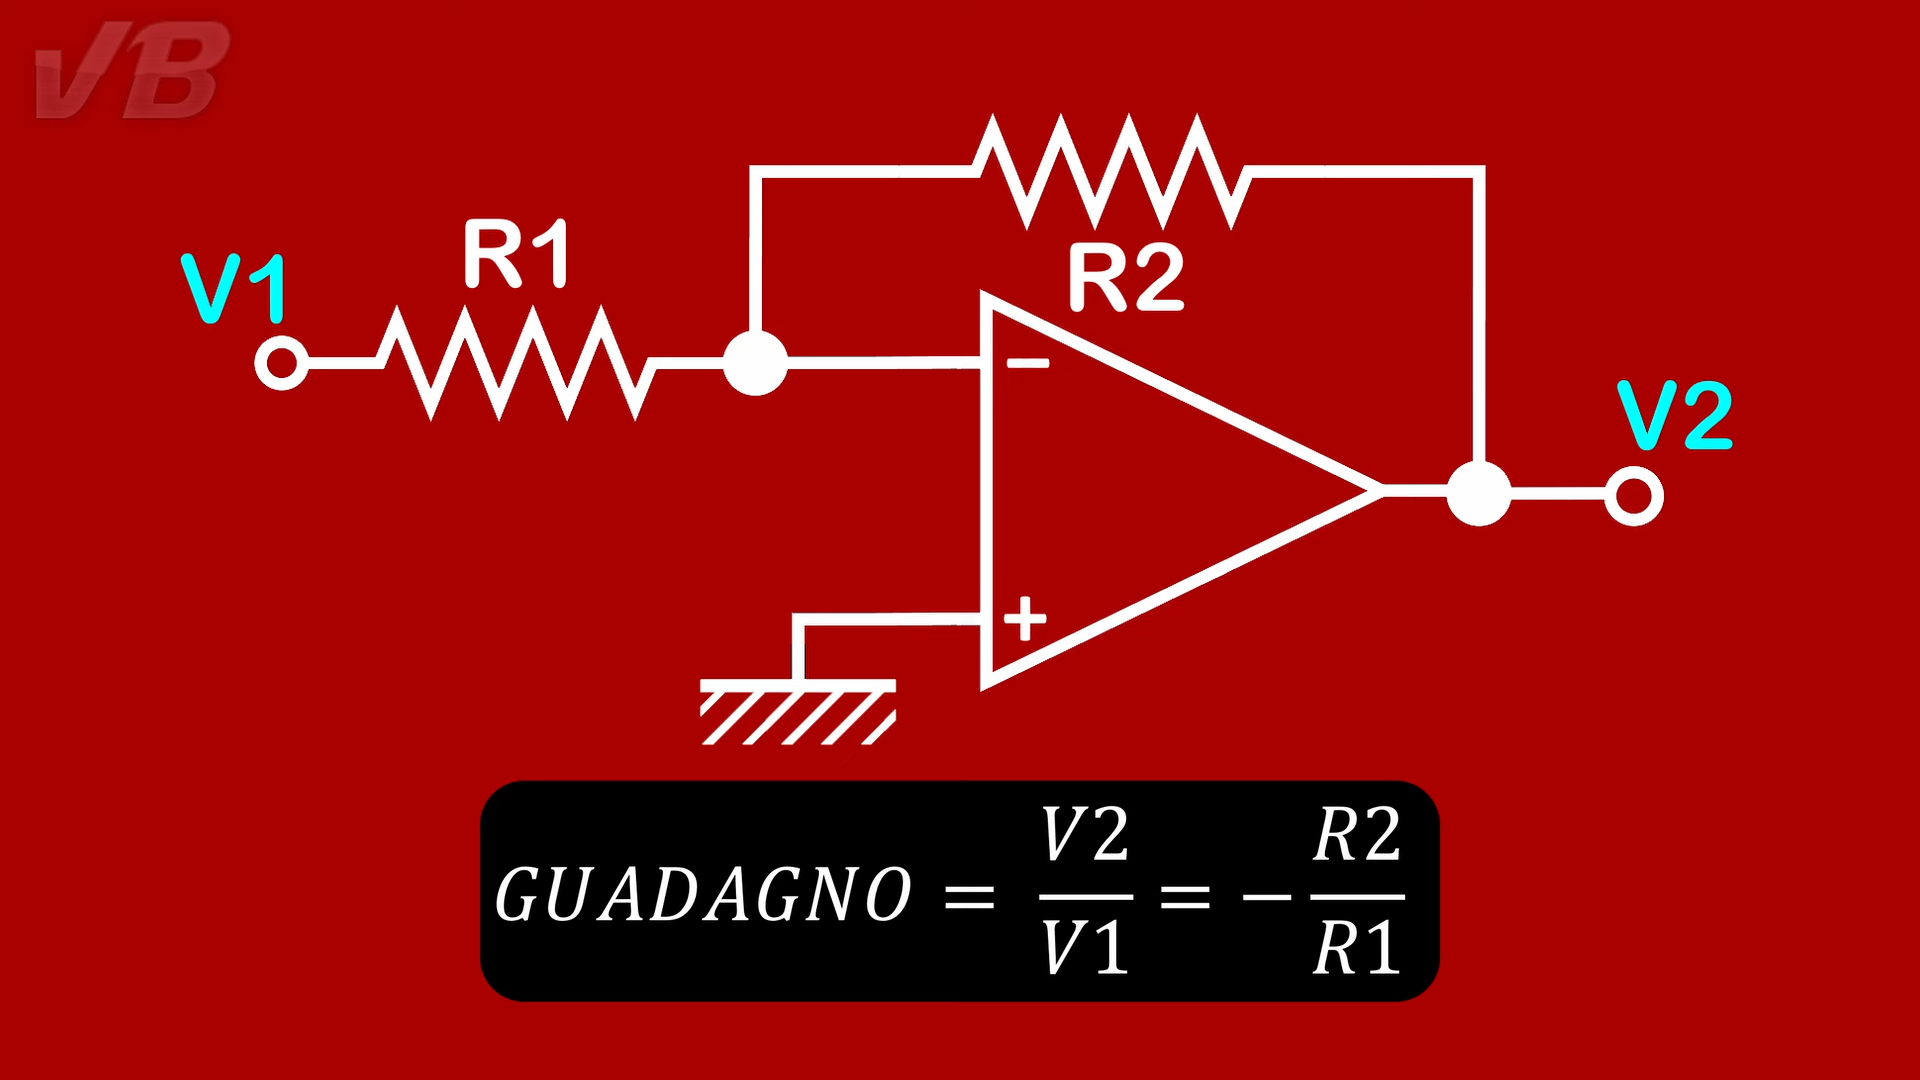 VB
R1
V1
R2
V2
−
+
GUADAGNO = V2/V1 = − R2/R1